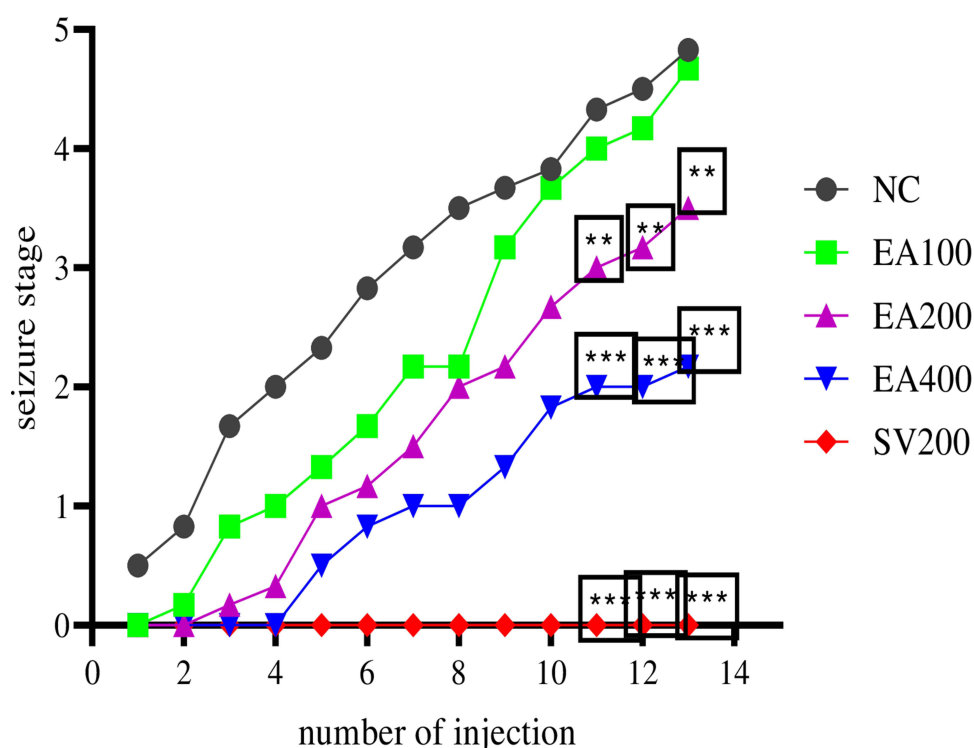 5
4
3
2
1
0
seizure stage
0 2 4 6 8 10 12 14
number of injection
** ** **
*** *** ***
*** *** ***
NC
EA100
EA200
EA400
SV200